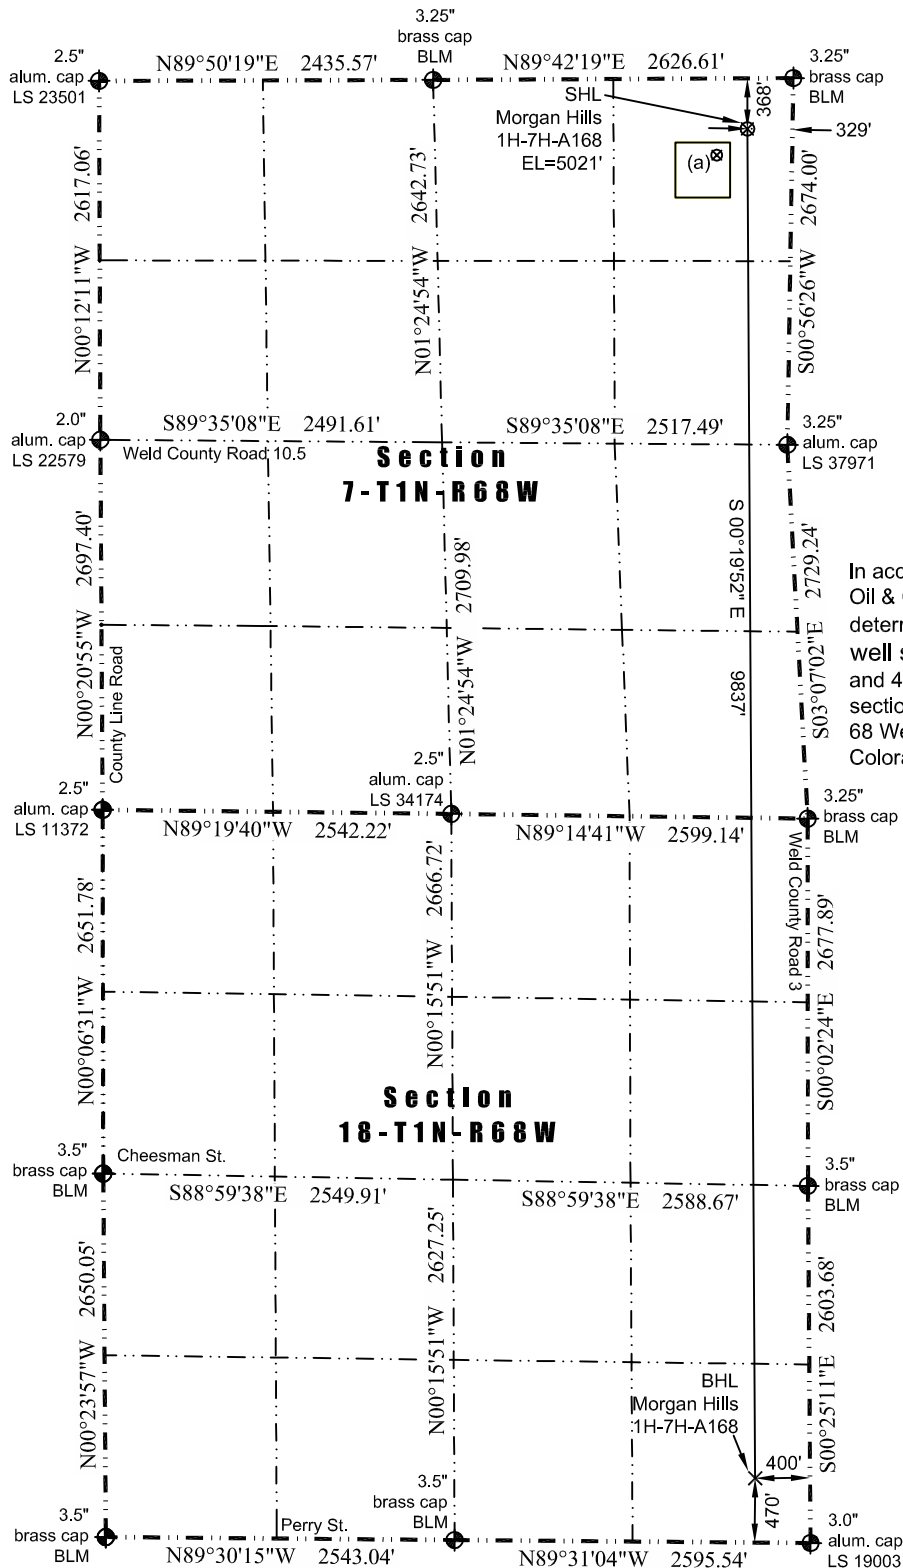 3.25"
brass cap
BLM
2.5"
alum. cap
LS 23501
N89°50'19"E 2435.57'
N89°42'19"E 2626.61'
3.25"
brass cap
BLM
SHL
Morgan Hills
1H-7H-A168
EL=5021'
368'
329'
(a)
2617.06'
N00°12'11"W
2642.73'
N01°24'54"W
2674.00'
S00°56'26"W
2.0"
alum. cap
LS 22579
S89°35'08"E 2491.61'
S89°35'08"E 2517.49'
3.25"
alum. cap
LS 37971
Weld County Road 10.5
Section
7-T1N-R68W
S 00°19'52" E
9837'
2697.40'
N00°20'55"W
County Line Road
2709.98'
N01°24'54"W
2729.24'
S03°07'02"E
In acc
Oil &
determ
well s
and 4
sectio
68 We
Colora
2.5"
alum. cap
LS 34174
2.5"
alum. cap
LS 11372
N89°19'40"W 2542.22'
N89°14'41"W 2599.14'
3.25"
brass cap
BLM
Weld County Road 3
2651.78'
N00°06'31"W
2666.72'
N00°15'51"W
2677.89'
S00°02'24"E
Section
18-T1N-R68W
3.5"
brass cap
BLM
Cheesman St.
S88°59'38"E 2549.91'
S88°59'38"E 2588.67'
3.5"
brass cap
BLM
2650.05'
N00°23'57"W
2627.25'
N00°15'51"W
2603.68'
S00°25'11"E
BHL
Morgan Hills
1H-7H-A168
400'
470'
3.5"
brass cap
BLM
3.5"
brass cap
BLM
Perry St.
N89°30'15"W 2543.04'
N89°31'04"W 2595.54'
3.0"
alum. cap
LS 19003